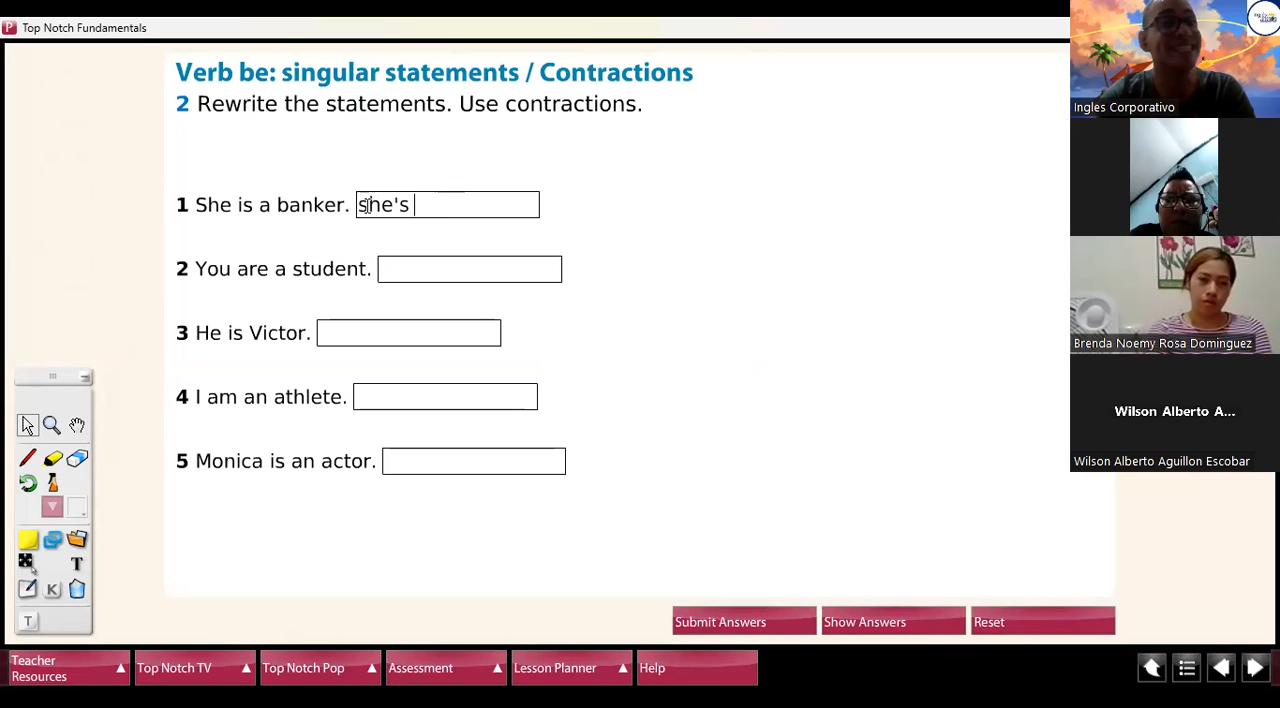 Top Notch Fundamentals
Verb be: singular statements / Contractions
2 Rewrite the statements. Use contractions.
1 She is a banker. she's
2 You are a student.
3 He is Victor.
4 I am an athlete.
5 Monica is an actor.
Submit Answers
Show Answers
Reset
Teacher Resources
Top Notch TV
Top Notch Pop
Assessment
Lesson Planner
Help
T
K
T
Ingles Corporativo
Brenda Noemy Rosa Dominguez
Wilson Alberto A...
Wilson Alberto Aguillon Escobar